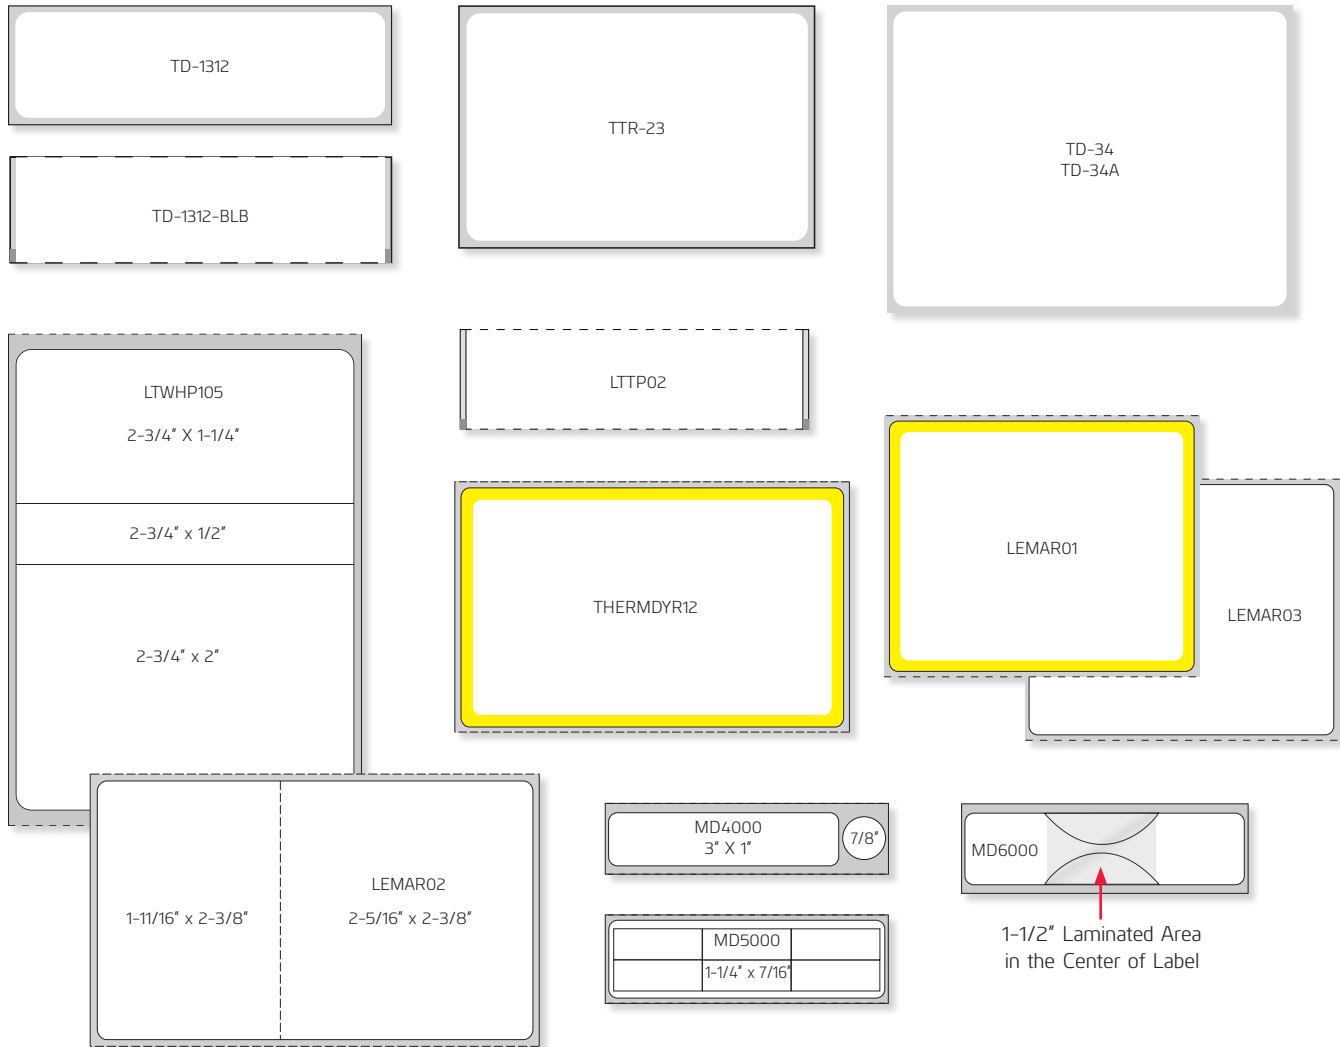 TD-1312
TTR-23
TD-34
TD-34A
TD-1312-BLB
LTWHP105
2-3/4" X 1-1/4"
2-3/4" x 1/2"
2-3/4" x 2"
LTTP02
THERMDYR12
LEMAR01
LEMAR03
LEMAR02
1-11/16" x 2-3/8"
2-5/16" x 2-3/8"
MD4000
3" X 1"
7/8"
MD5000
1-1/4" x 7/16"
MD6000
1-1/2" Laminated Area
in the Center of Label